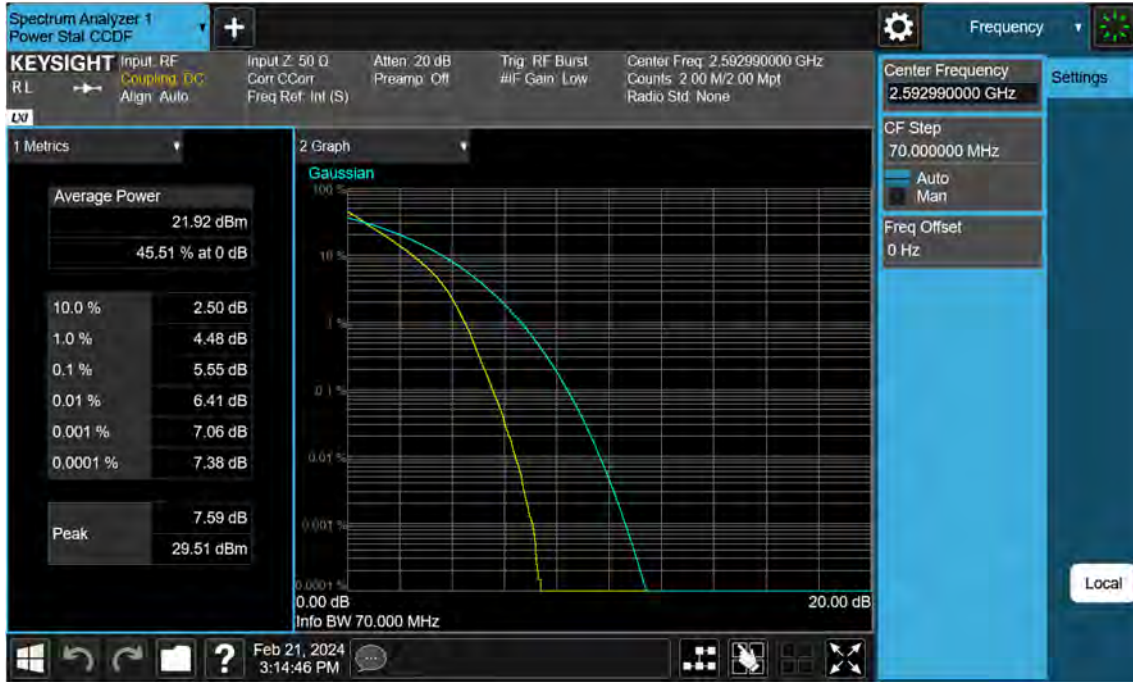 Spectrum Analyzer 1
Power Stat CCDF
Frequency
KEYSIGHT
RL
LXI
Input: RF
Coupling: DC
Align: Auto
Input Z: 50 Ω
Corr CCorr
Freq Ref: Int (S)
Atten: 20 dB
Preamp: Off
Trig: RF Burst
#IF Gain: Low
Center Freq: 2.592990000 GHz
Counts: 2.00 M/2.00 Mpt
Radio Std: None
Center Frequency
2.592990000 GHz
Settings
CF Step
70.000000 MHz
Auto
Man
Freq Offset
0 Hz
1 Metrics
Average Power
21.92 dBm
45.51 % at 0 dB
10.0 % 2.50 dB
1.0 % 4.48 dB
0.1 % 5.55 dB
0.01 % 6.41 dB
0.001 % 7.06 dB
0.0001 % 7.38 dB
Peak
7.59 dB
29.51 dBm
2 Graph
Gaussian
100 %
10 %
1 %
0.1 %
0.01 %
0.001 %
0.0001 %
0.00 dB 20.00 dB
Info BW 70.000 MHz
Local
?
Feb 21, 2024
3:14:46 PM